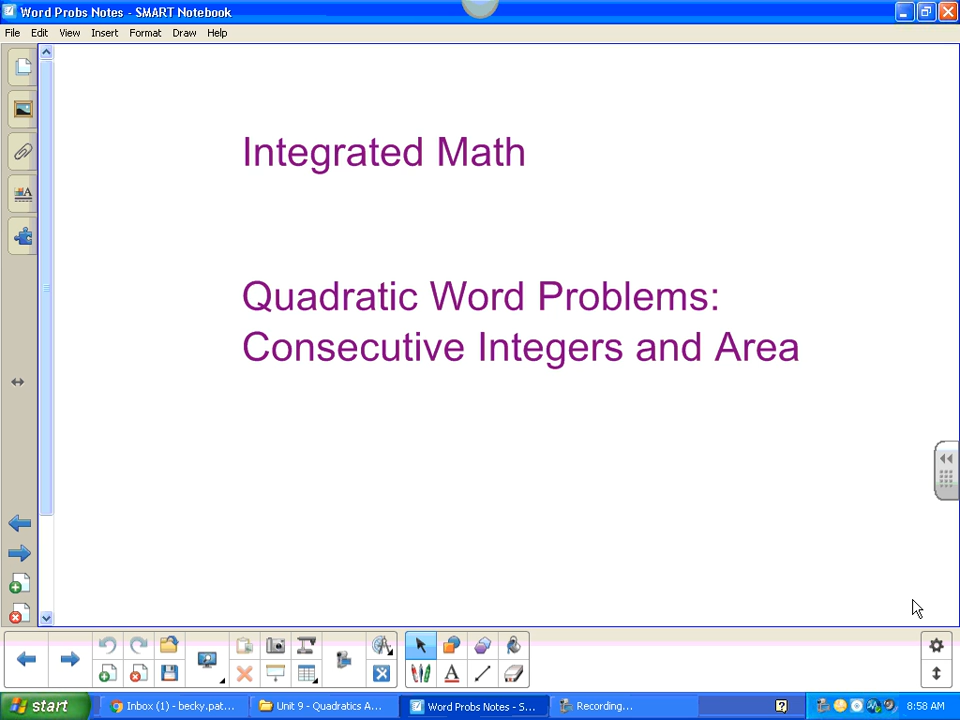 Word Probs Notes - SMART Notebook
File Edit View Insert Format Draw Help
Integrated Math
Quadratic Word Problems:
Consecutive Integers and Area
start
Inbox (1) - becky.pat...
Unit 9 - Quadratics A...
Word Probs Notes - S...
Recording...
8:58 AM